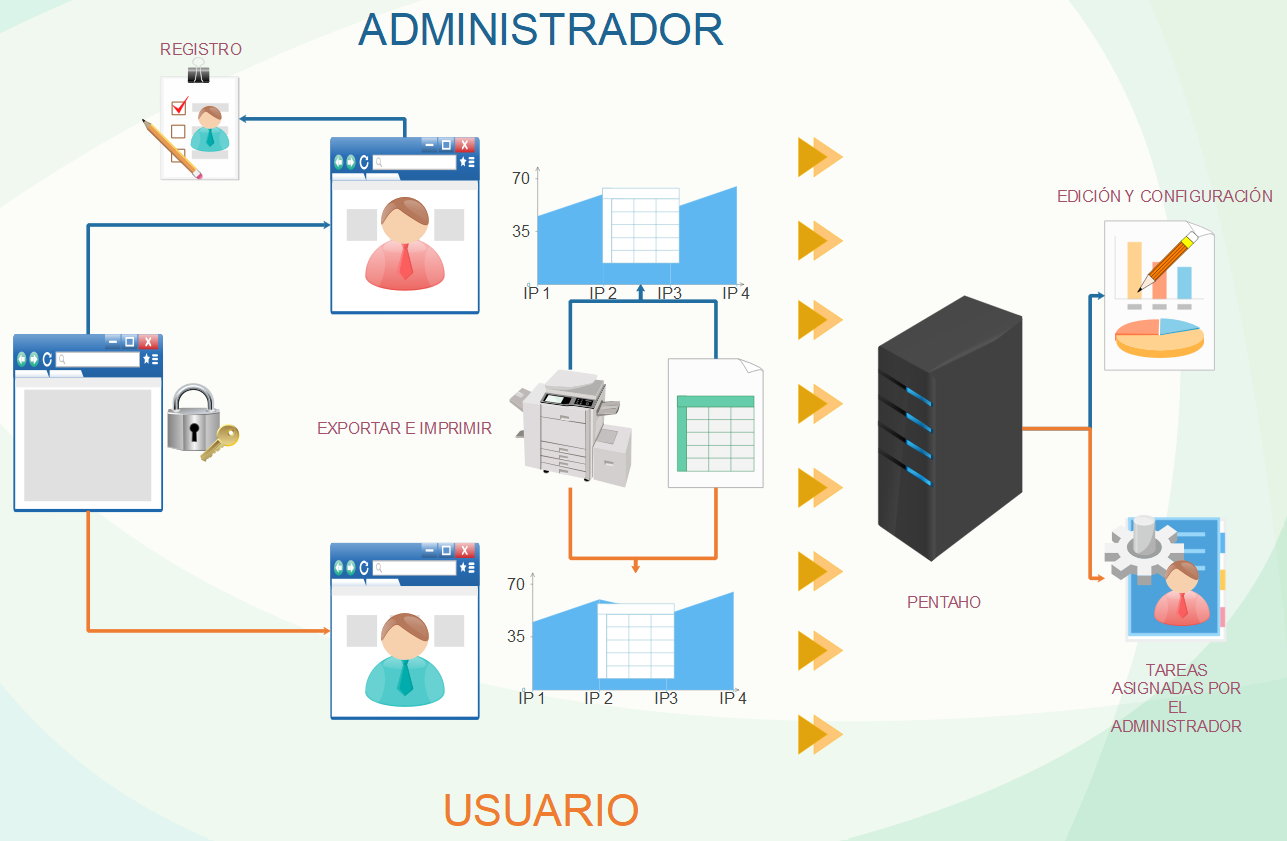 ADMINISTRADOR
REGISTRO
70
35
IP 1 IP 2 IP3 IP 4
EDICIÓN Y CONFIGURACIÓN
EXPORTAR E IMPRIMIR
70
35
IP 1 IP 2 IP3 IP 4
PENTAHO
TAREAS
ASIGNADAS POR
EL
ADMINISTRADOR
USUARIO